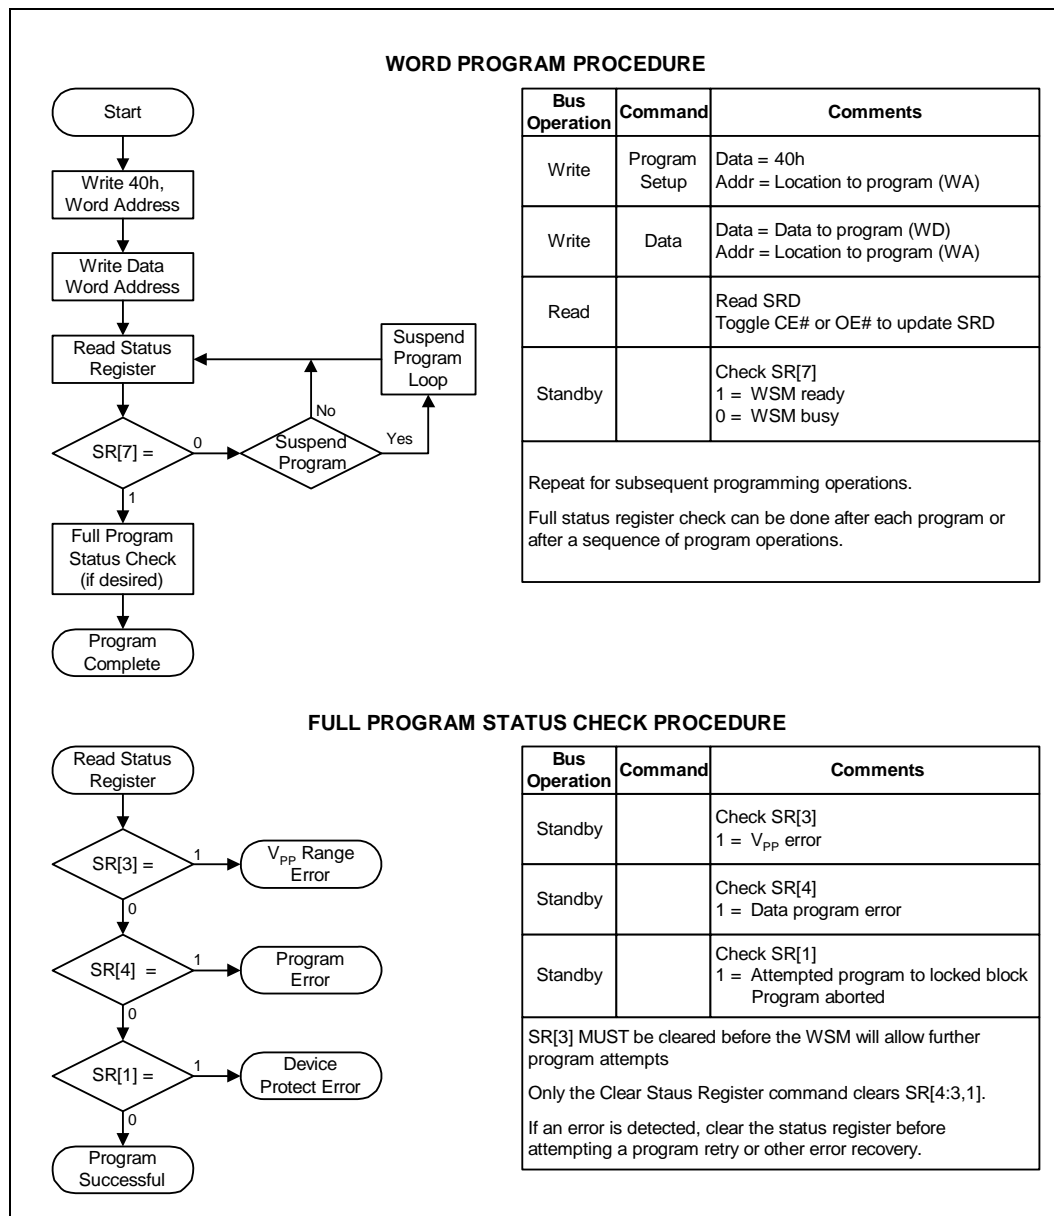 WORD PROGRAM PROCEDURE
Start
Write 40h,
Word Address
Write Data
Word Address
Read Status
Register
SR[7] =
0
1
Suspend
Program
No
Yes
Suspend
Program
Loop
Full Program
Status Check
(if desired)
Program
Complete
Bus
Operation
Command
Comments
Write
Program
Setup
Data = 40h
Addr = Location to program (WA)
Write
Data
Data = Data to program (WD)
Addr = Location to program (WA)
Read
Read SRD
Toggle CE# or OE# to update SRD
Standby
Check SR[7]
1 = WSM ready
0 = WSM busy
Repeat for subsequent programming operations.
Full status register check can be done after each program or
after a sequence of program operations.
FULL PROGRAM STATUS CHECK PROCEDURE
Read Status
Register
SR[3] =
1
V_PP Range
Error
0
SR[4] =
1
Program
Error
0
SR[1] =
1
Device
Protect Error
0
Program
Successful
Bus
Operation
Command
Comments
Standby
Check SR[3]
1 = V_PP error
Standby
Check SR[4]
1 = Data program error
Standby
Check SR[1]
1 = Attempted program to locked block
Program aborted
SR[3] MUST be cleared before the WSM will allow further
program attempts
Only the Clear Staus Register command clears SR[4:3,1].
If an error is detected, clear the status register before
attempting a program retry or other error recovery.